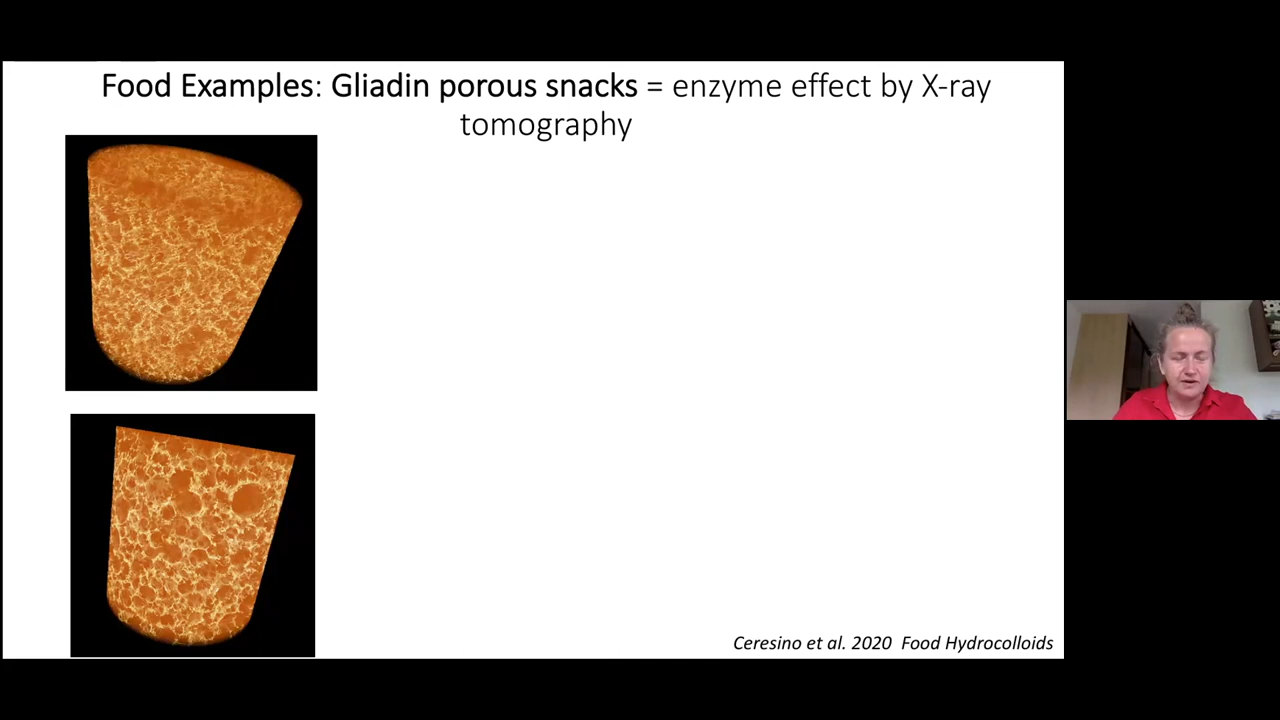 Food Examples: Gliadin porous snacks = enzyme effect by X-ray
tomography
Ceresino et al. 2020 Food Hydrocolloids